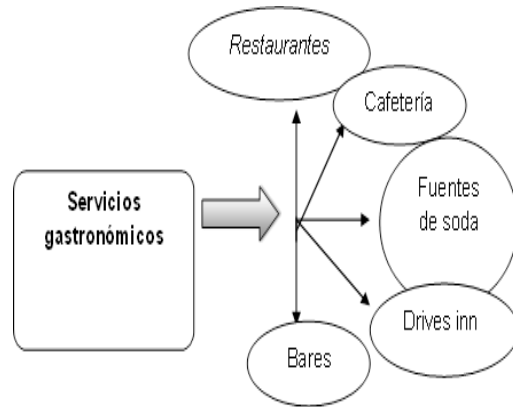 Restaurantes
Cafetería
Servicios
gastronómicos
Fuentes
de soda
Drives inn
Bares